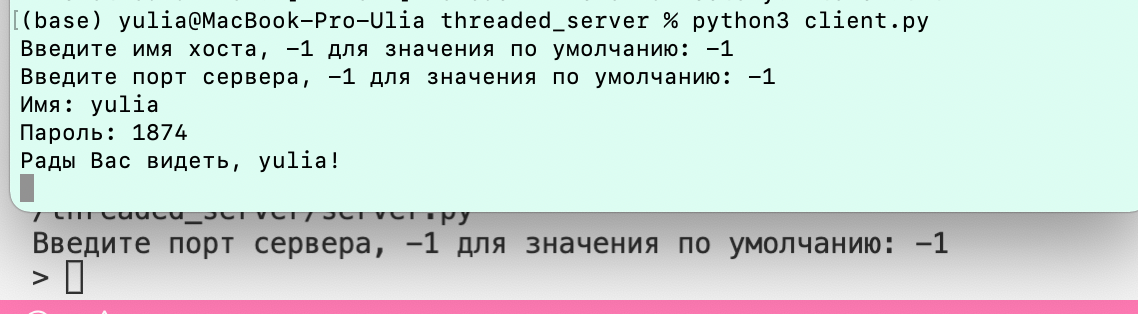 (base) yulia@MacBook-Pro-Ulia threaded_server % python3 client.py
Введите имя хоста, -1 для значения по умолчанию: -1
Введите порт сервера, -1 для значения по умолчанию: -1
Имя: yulia
Пароль: 1874
Рады Вас видеть, yulia!
/threaded_server/server.py
Введите порт сервера, -1 для значения по умолчанию: -1
>